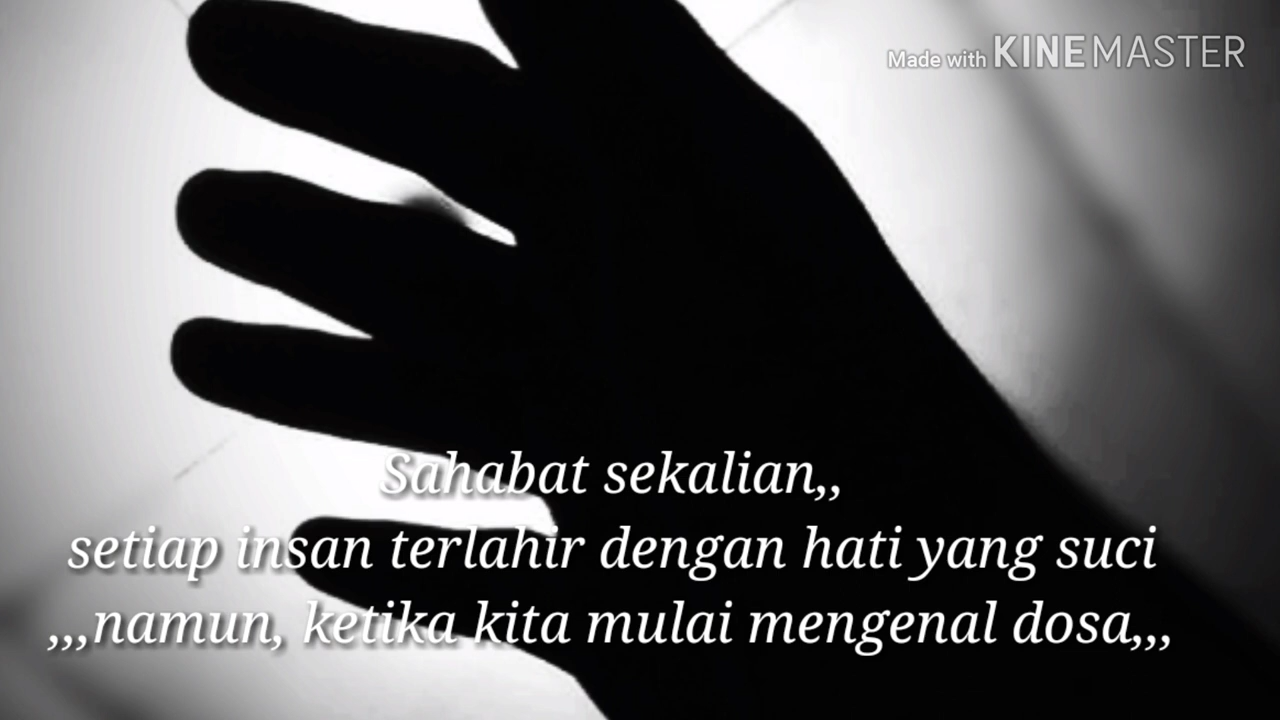 Made with KINEMASTER
Sahabat sekalian,,
setiap insan terlahir dengan hati yang suci
,,,namun, ketika kita mulai mengenal dosa,,,